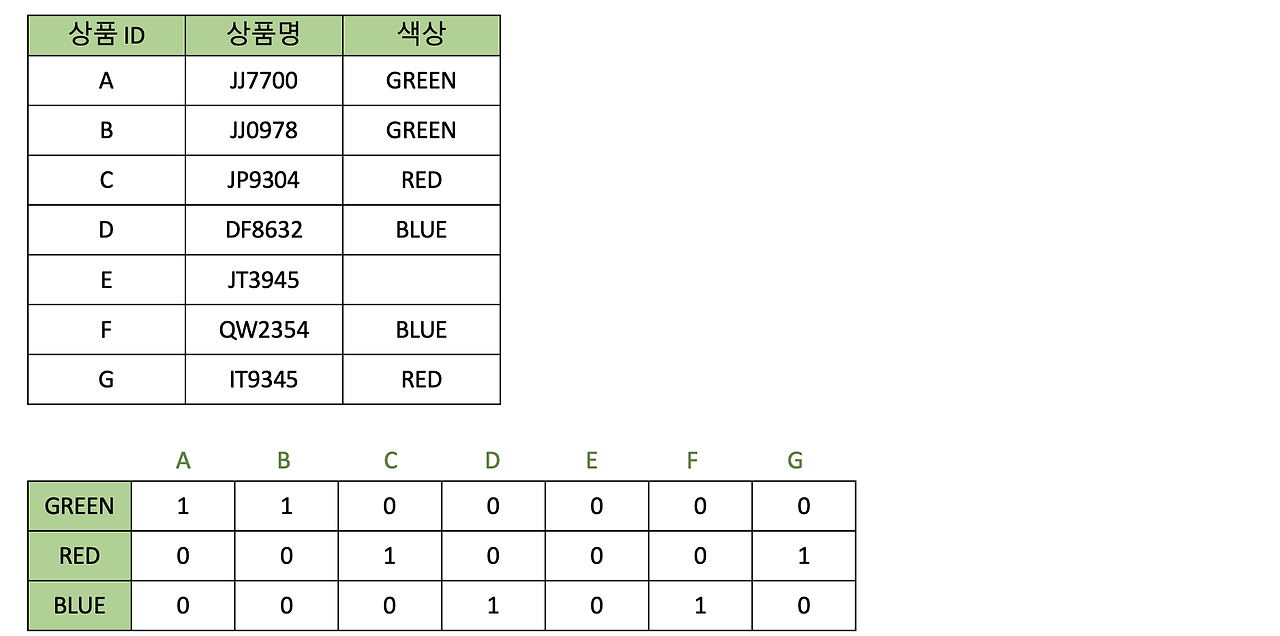 상품 ID 상품명 색상
A JJ7700 GREEN
B JJ0978 GREEN
C JP9304 RED
D DF8632 BLUE
E JT3945
F QW2354 BLUE
G IT9345 RED
A B C D E F G
GREEN 1 1 0 0 0 0 0
RED 0 0 1 0 0 0 1
BLUE 0 0 0 1 0 1 0